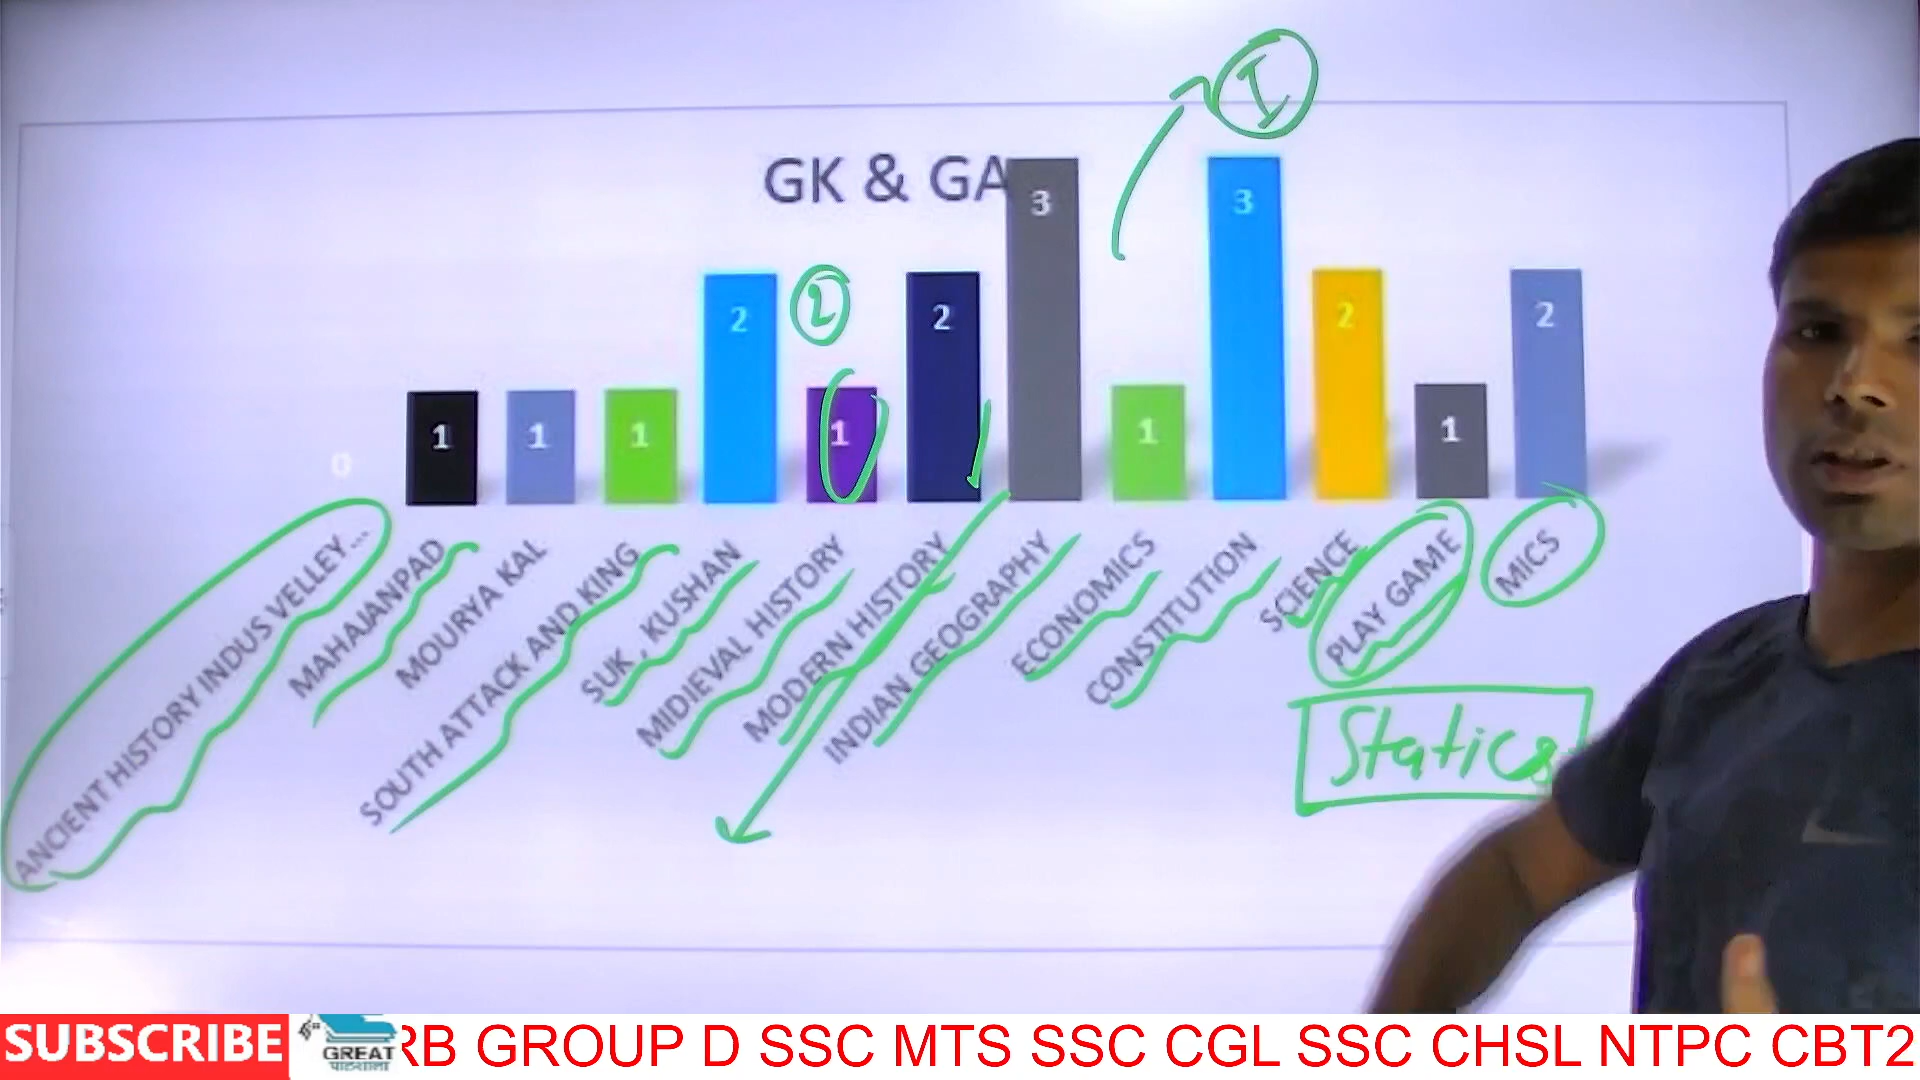 I
GK & GA
3
3
2
2
2
2
2
0
1
1
1
1
1
1
ANCIENT HISTORY INDUS VELLEY...
MAHAJANPAD
MOURYA KAL
SOUTH ATTACK AND KING
SUK , KUSHAN
MIDIEVAL HISTORY
MODERN HISTORY
INDIAN GEOGRAPHY
ECONOMICS
CONSTITUTION
SCIENCE
PLAY GAME
MICS
Statics
SUBSCRIBE
GREAT
पाठशाला
RB GROUP D SSC MTS SSC CGL SSC CHSL NTPC CBT2